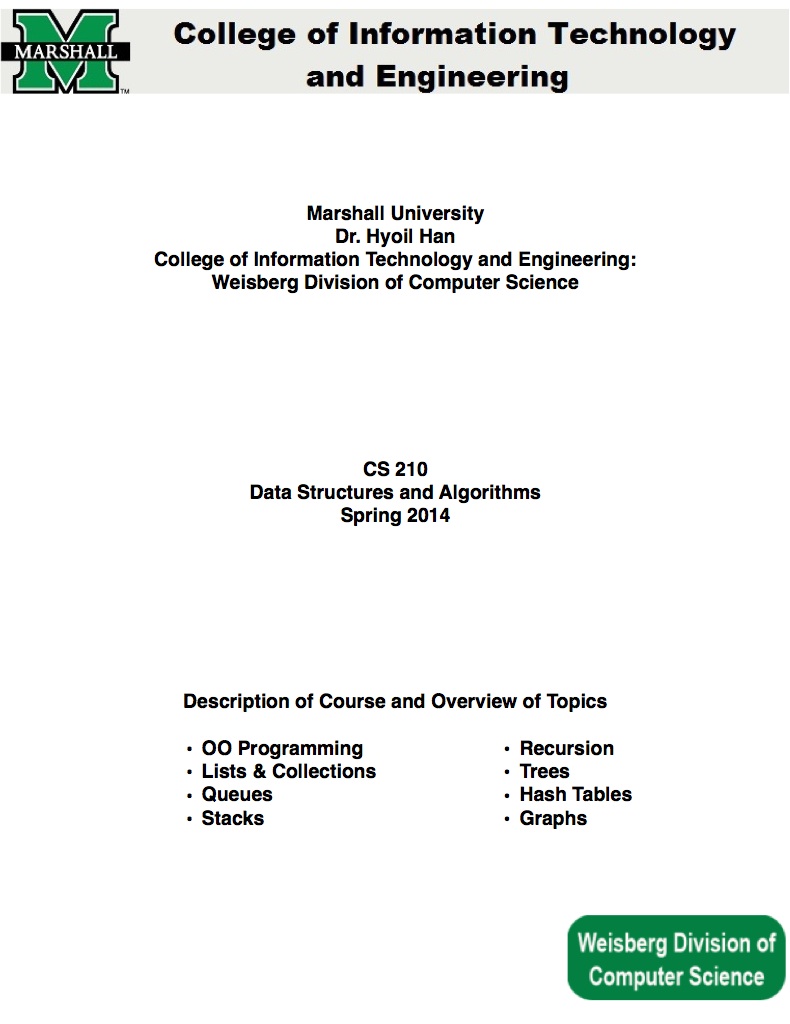 MARSHALL
TM
College of Information Technology
and Engineering
Marshall University
Dr. Hyoil Han
College of Information Technology and Engineering:
Weisberg Division of Computer Science
CS 210
Data Structures and Algorithms
Spring 2014
Description of Course and Overview of Topics
• OO Programming
• Lists & Collections
• Queues
• Stacks
• Recursion
• Trees
• Hash Tables
• Graphs
Weisberg Division of
Computer Science